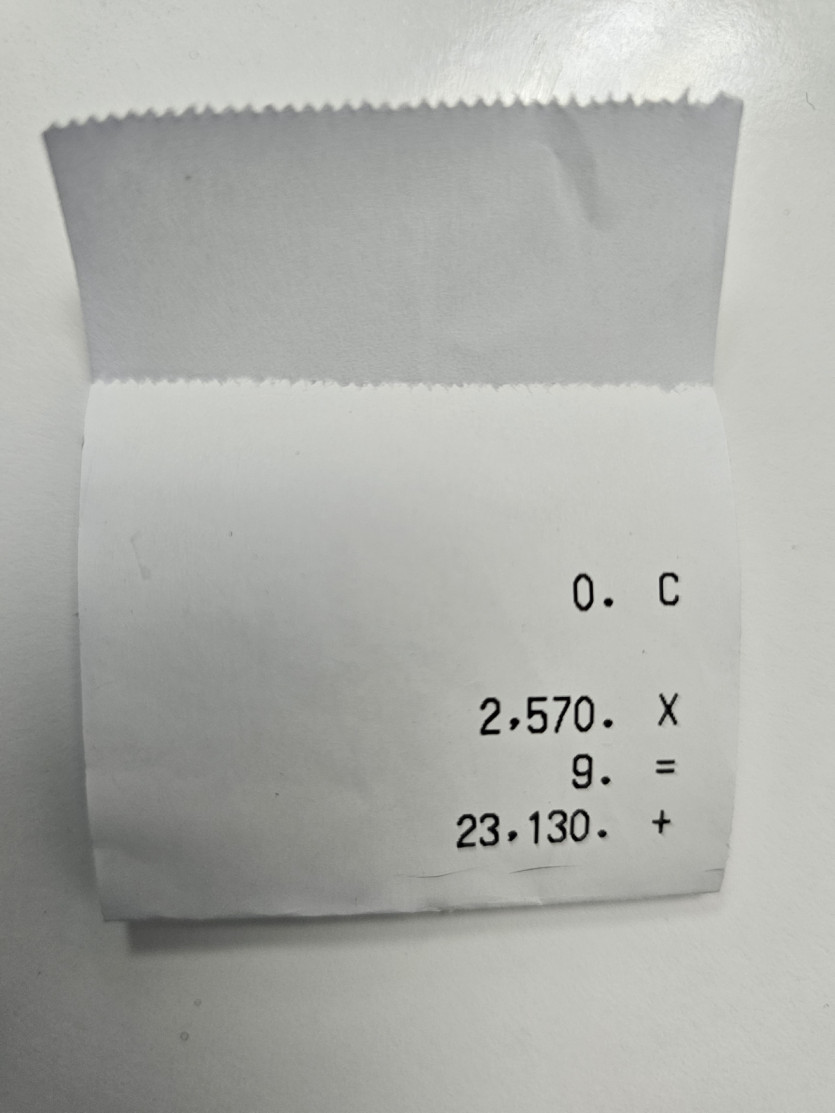 0. C
2,570. X
9. =
23,130. +